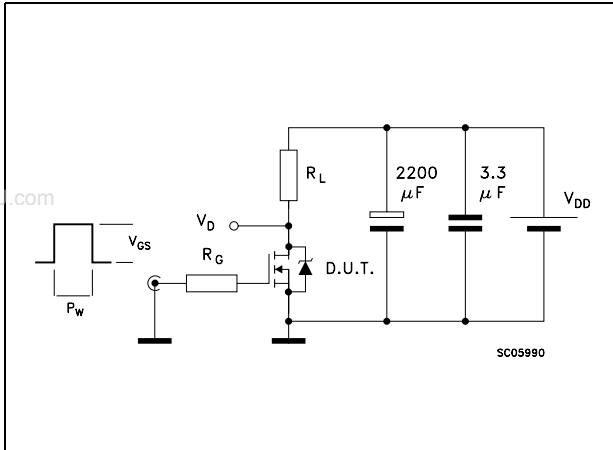 R_L
2200
μF
3.3
μF
V_DD
.com
V_D
V_GS
R_G
D.U.T.
P_W
SC05990